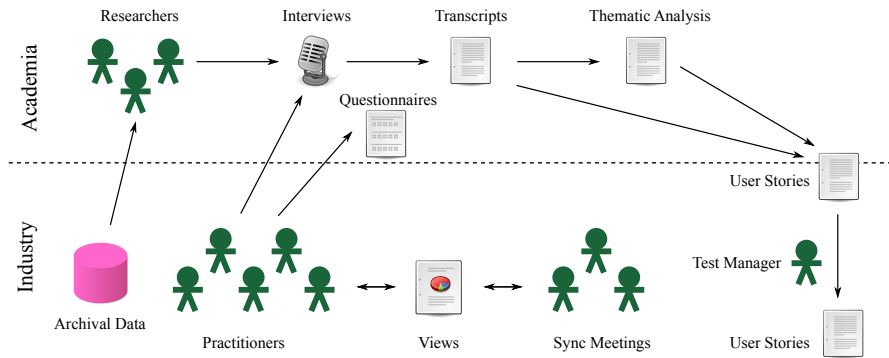 Researchers
Interviews
Transcripts
Thematic Analysis
Academia
Questionnaires
User Stories
Industry
Test Manager
Archival Data
Practitioners
Views
Sync Meetings
User Stories